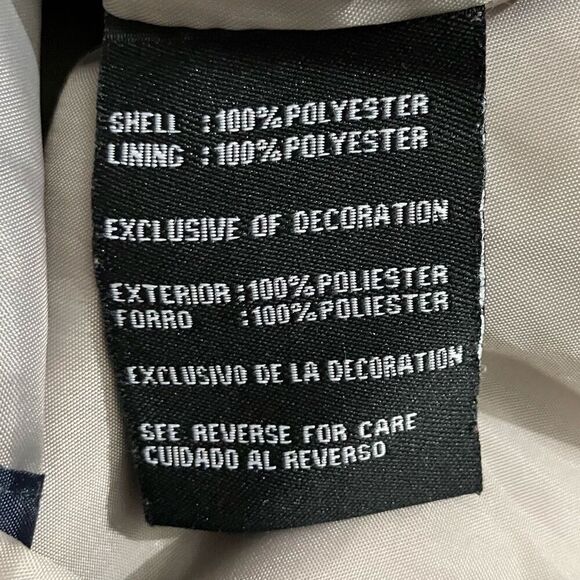 SHELL : 100% POLYESTER
LINING : 100% POLYESTER
EXCLUSIVE OF DECORATION
EXTERIOR : 100% POLIESTER
FORRO : 100% POLIESTER
EXCLUSIVO DE LA DECORATION
SEE REVERSE FOR CARE
CUIDADO AL REVERSO